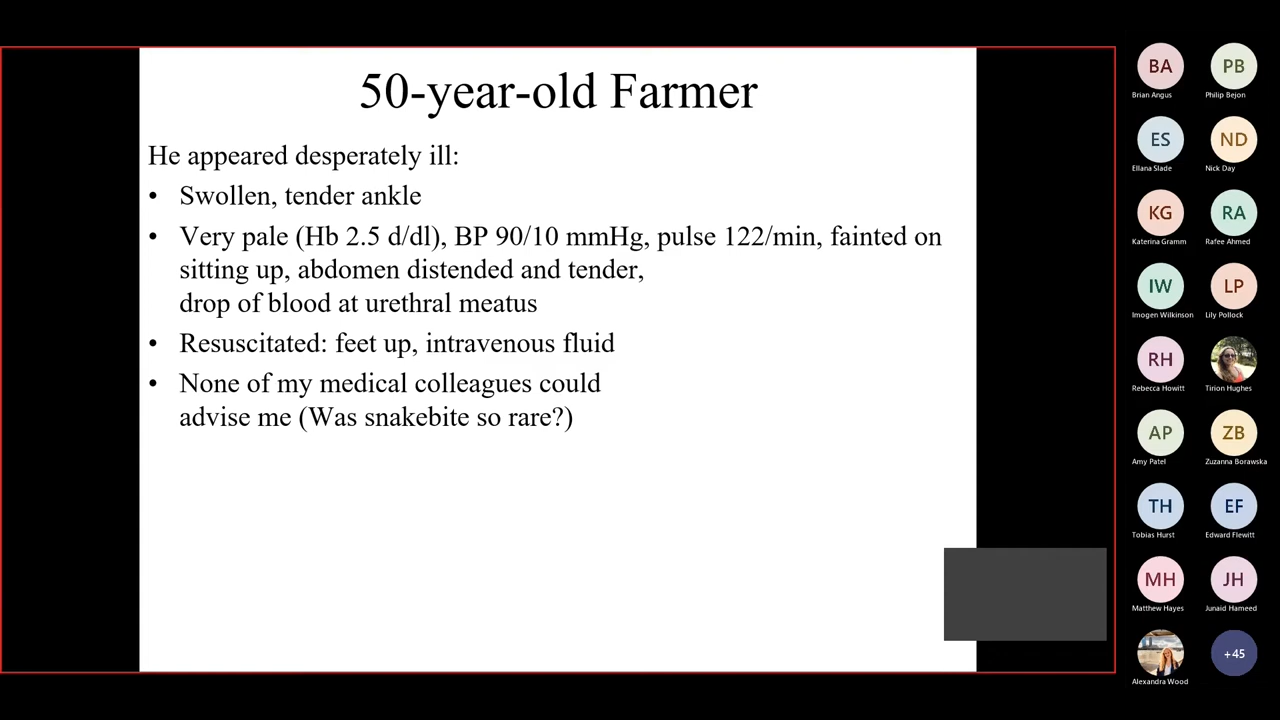 50-year-old Farmer
He appeared desperately ill:
• Swollen, tender ankle
• Very pale (Hb 2.5 d/dl), BP 90/10 mmHg, pulse 122/min, fainted on
sitting up, abdomen distended and tender,
drop of blood at urethral meatus
• Resuscitated: feet up, intravenous fluid
• None of my medical colleagues could
advise me (Was snakebite so rare?)
BA PB
Brian Angus Philip Bejon
ES ND
Ellana Slade Nick Day
KG RA
Katerina Gramm Rafee Ahmed
IW LP
Imogen Wilkinson Lily Pollock
RH
Rebecca Howitt Tirion Hughes
AP ZB
Amy Patel Zuzanna Borawska
TH EF
Tobias Hurst Edward Flewitt
MH JH
Matthew Hayes Junaid Hameed
+45
Alexandra Wood